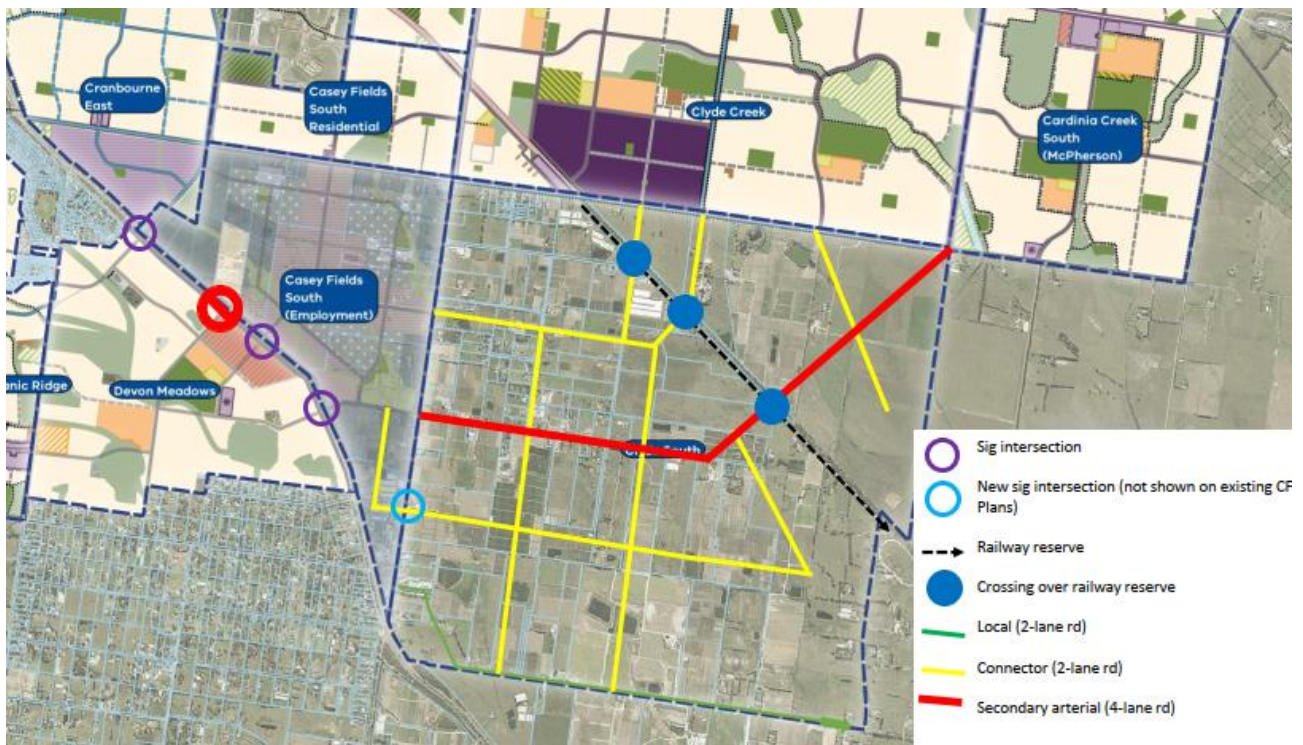 Cranbourne
East
Casey Fields
South
Residential
Clyde Creek
Cardinia Creek
South
(McPherson)
Casey Fields
South
(Employment)
enic Ridge
Devon Meadows
South
Sig intersection
New sig intersection (not shown on existing CF
Plans)
Railway reserve
Crossing over railway reserve
Local (2-lane rd)
Connector (2-lane rd)
Secondary arterial (4-lane rd)